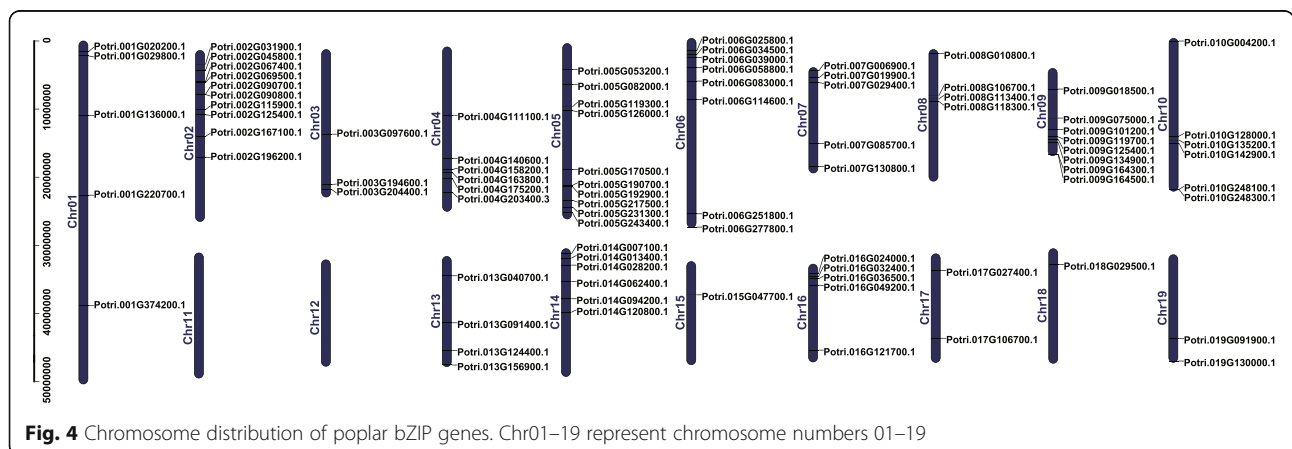 0
10000000
20000000
30000000
40000000
50000000
Chr01
Potri.001G020200.1
Potri.001G029800.1
Potri.001G136000.1
Potri.001G220700.1
Potri.001G374200.1
Chr02
Potri.002G031900.1
Potri.002G045800.1
Potri.002G067400.1
Potri.002G069500.1
Potri.002G090700.1
Potri.002G090800.1
Potri.002G115900.1
Potri.002G125400.1
Potri.002G167100.1
Potri.002G196200.1
Chr03
Potri.003G097600.1
Potri.003G194600.1
Potri.003G204400.1
Chr04
Potri.004G111100.1
Potri.004G140600.1
Potri.004G158200.1
Potri.004G163800.1
Potri.004G175200.1
Potri.004G203400.3
Chr05
Potri.005G053200.1
Potri.005G082000.1
Potri.005G119300.1
Potri.005G126000.1
Potri.005G170500.1
Potri.005G190700.1
Potri.005G192900.1
Potri.005G217500.1
Potri.005G231300.1
Potri.005G243400.1
Chr06
Potri.006G025800.1
Potri.006G034500.1
Potri.006G039000.1
Potri.006G058800.1
Potri.006G083000.1
Potri.006G114600.1
Potri.006G251800.1
Potri.006G277800.1
Chr07
Potri.007G006900.1
Potri.007G019900.1
Potri.007G029400.1
Potri.007G085700.1
Potri.007G130800.1
Chr08
Potri.008G010800.1
Potri.008G106700.1
Potri.008G113400.1
Potri.008G118300.1
Chr09
Potri.009G018500.1
Potri.009G075000.1
Potri.009G101200.1
Potri.009G119700.1
Potri.009G125400.1
Potri.009G134900.1
Potri.009G164300.1
Potri.009G164500.1
Chr10
Potri.010G004200.1
Potri.010G128000.1
Potri.010G135200.1
Potri.010G142900.1
Potri.010G248100.1
Potri.010G248300.1
Chr11
Chr12
Chr13
Potri.013G040700.1
Potri.013G091400.1
Potri.013G124400.1
Potri.013G156900.1
Chr14
Potri.014G007100.1
Potri.014G013400.1
Potri.014G028200.1
Potri.014G062400.1
Potri.014G094200.1
Potri.014G120800.1
Chr15
Potri.015G047700.1
Chr16
Potri.016G024000.1
Potri.016G032400.1
Potri.016G036500.1
Potri.016G049200.1
Potri.016G121700.1
Chr17
Potri.017G027400.1
Potri.017G106700.1
Chr18
Potri.018G029500.1
Chr19
Potri.019G091900.1
Potri.019G130000.1
Fig. 4 Chromosome distribution of poplar bZIP genes. Chr01–19 represent chromosome numbers 01–19